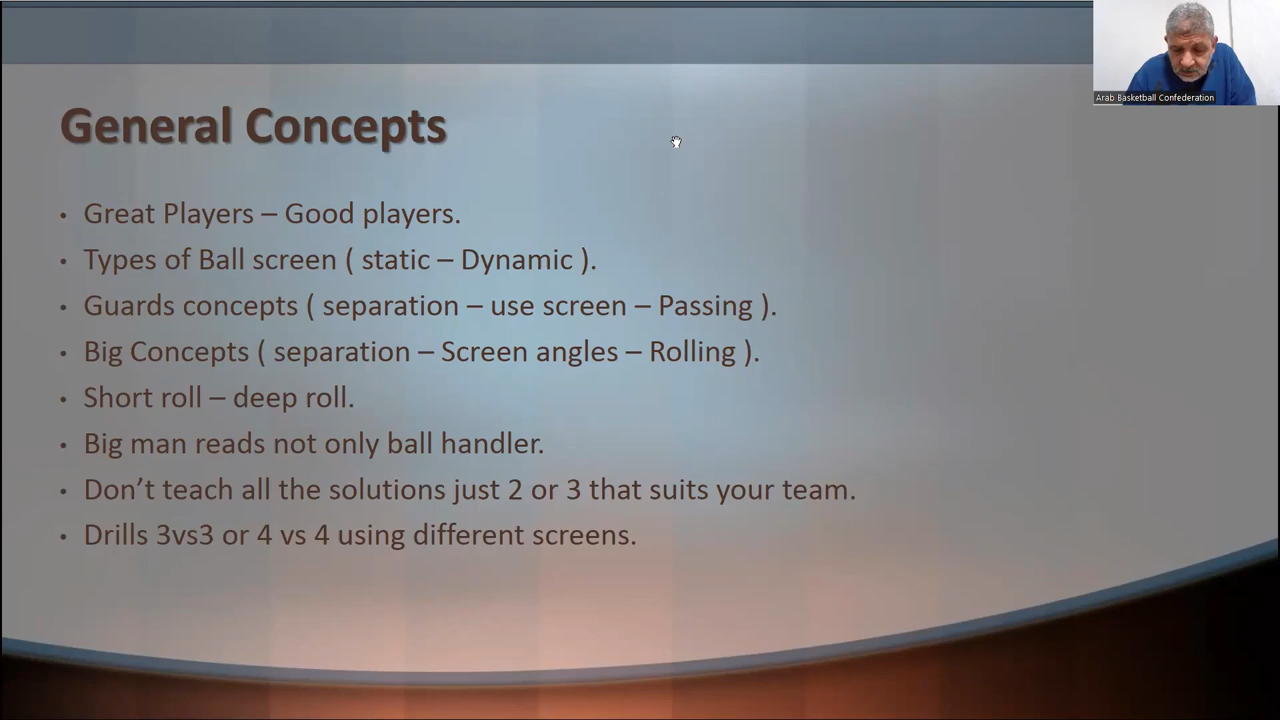 Arab Basketball Confederation
General Concepts
• Great Players – Good players.
• Types of Ball screen ( static – Dynamic ).
• Guards concepts ( separation – use screen – Passing ).
• Big Concepts ( separation – Screen angles – Rolling ).
• Short roll – deep roll.
• Big man reads not only ball handler.
• Don’t teach all the solutions just 2 or 3 that suits your team.
• Drills 3vs3 or 4 vs 4 using different screens.